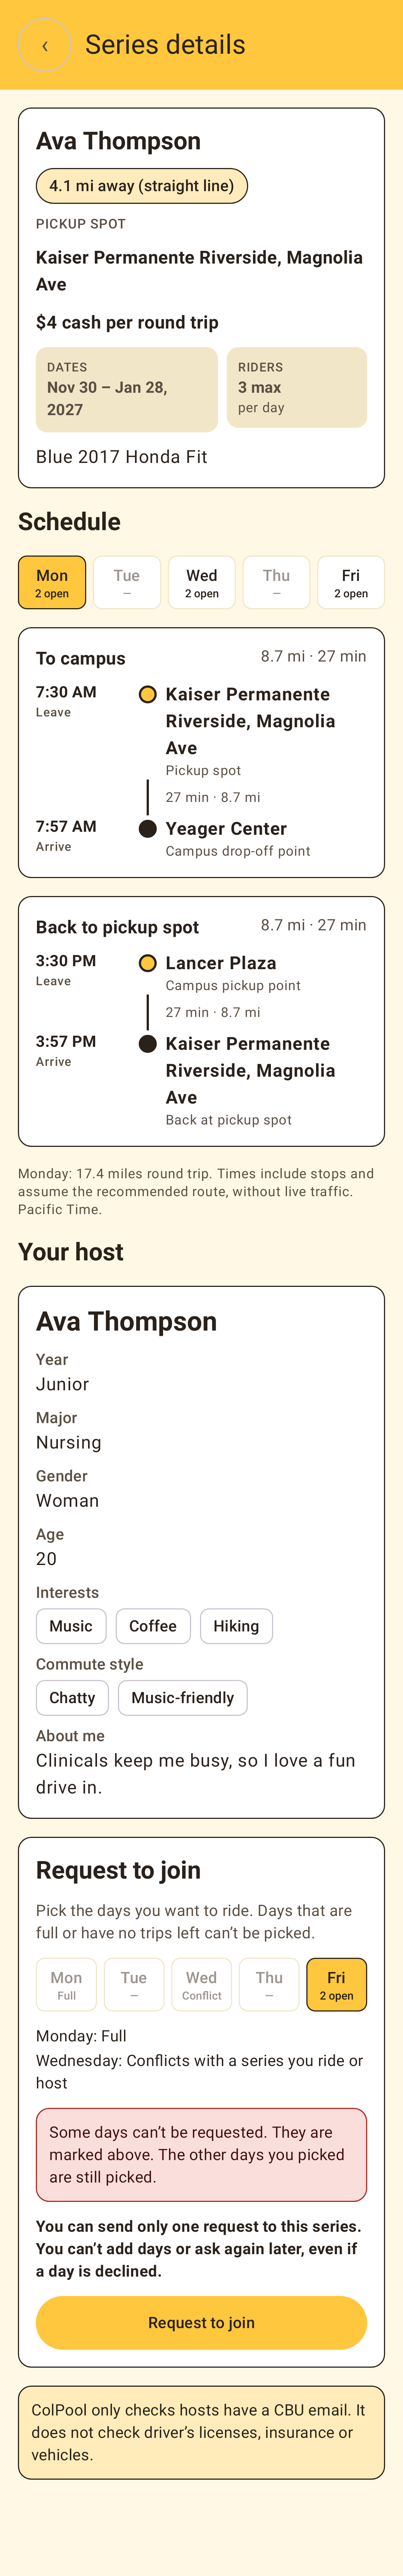 ‹ Series details
Ava Thompson
4.1 mi away (straight line)
PICKUP SPOT
Kaiser Permanente Riverside, Magnolia
Ave
$4 cash per round trip
DATES
Nov 30 – Jan 28,
2027
RIDERS
3 max
per day
Blue 2017 Honda Fit
Schedule
Mon
2 open
Tue
–
Wed
2 open
Thu
–
Fri
2 open
To campus
8.7 mi · 27 min
7:30 AM
Leave
Kaiser Permanente
Riverside, Magnolia
Ave
Pickup spot
27 min · 8.7 mi
7:57 AM
Arrive
Yeager Center
Campus drop-off point
Back to pickup spot
8.7 mi · 27 min
3:30 PM
Leave
Lancer Plaza
Campus pickup point
27 min · 8.7 mi
3:57 PM
Arrive
Kaiser Permanente
Riverside, Magnolia
Ave
Back at pickup spot
Monday: 17.4 miles round trip. Times include stops and
assume the recommended route, without live traffic.
Pacific Time.
Your host
Ava Thompson
Year
Junior
Major
Nursing
Gender
Woman
Age
20
Interests
Music
Coffee
Hiking
Commute style
Chatty
Music-friendly
About me
Clinicals keep me busy, so I love a fun
drive in.
Request to join
Pick the days you want to ride. Days that are
full or have no trips left can’t be picked.
Mon
Full
Tue
–
Wed
Conflict
Thu
–
Fri
2 open
Monday: Full
Wednesday: Conflicts with a series you ride or
host
Some days can’t be requested. They are
marked above. The other days you picked
are still picked.
You can send only one request to this series.
You can’t add days or ask again later, even if
a day is declined.
Request to join
ColPool only checks hosts have a CBU email. It
does not check driver’s licenses, insurance or
vehicles.